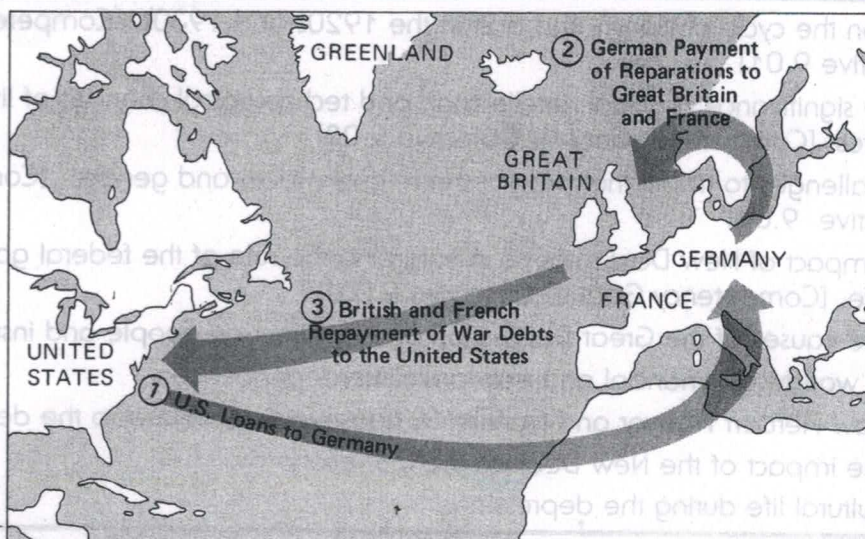 GREENLAND
② German Payment
of Reparations to
Great Britain
and France
GREAT
BRITAIN
GERMANY
FRANCE
③ British and French
Repayment of War Debts
to the United States
UNITED
STATES
① U.S. Loans to Germany